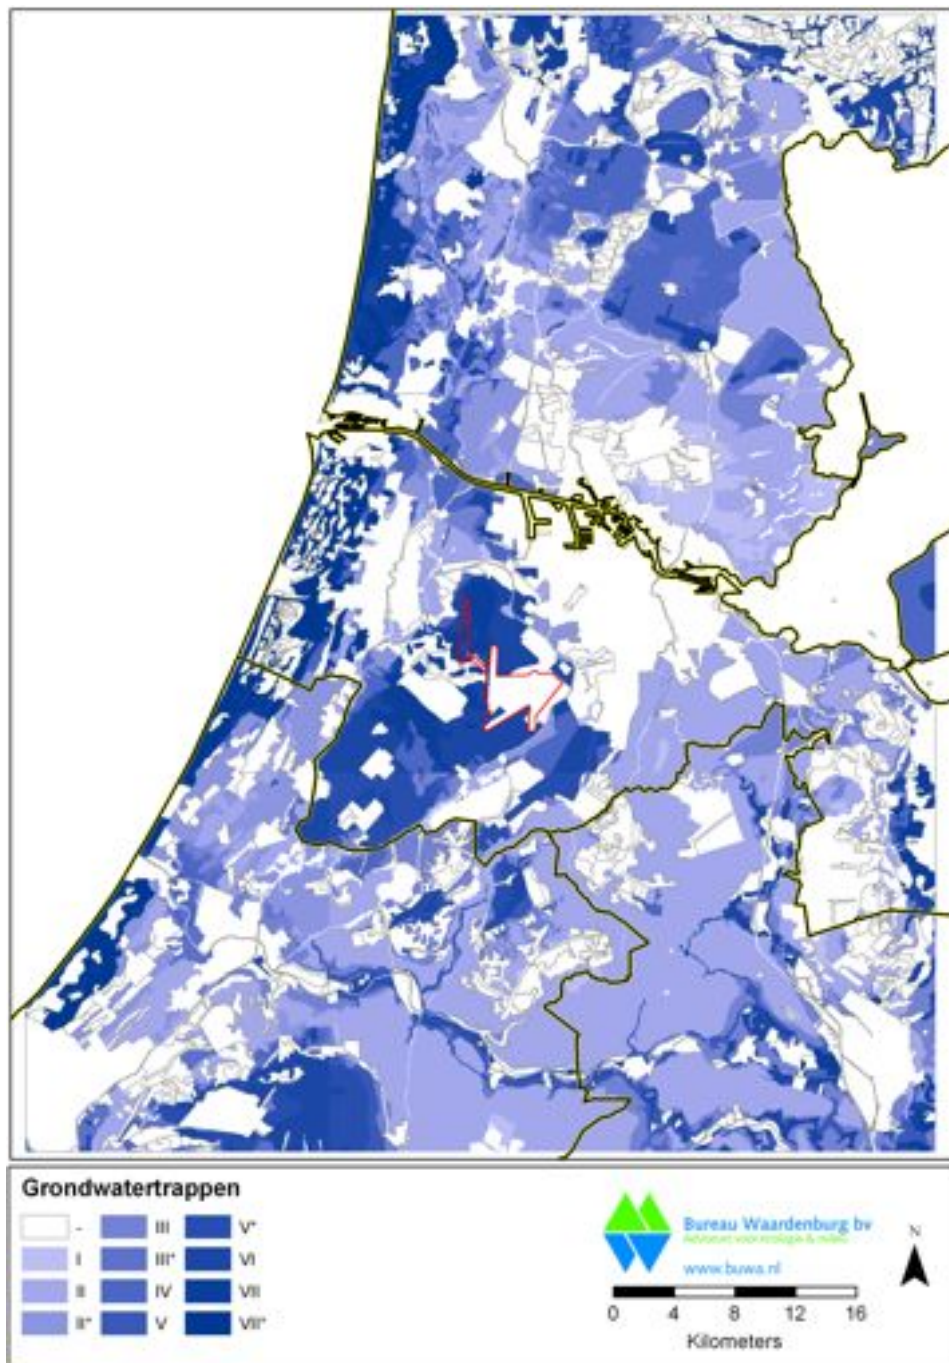 Grondwatertrappen
- III V*
I III* VI
II IV VII
II* V VII*
Bureau Waardenburg bv
Adviseurs voor ecologie & milieu
www.buwa.nl
N
0 4 8 12 16
Kilometers